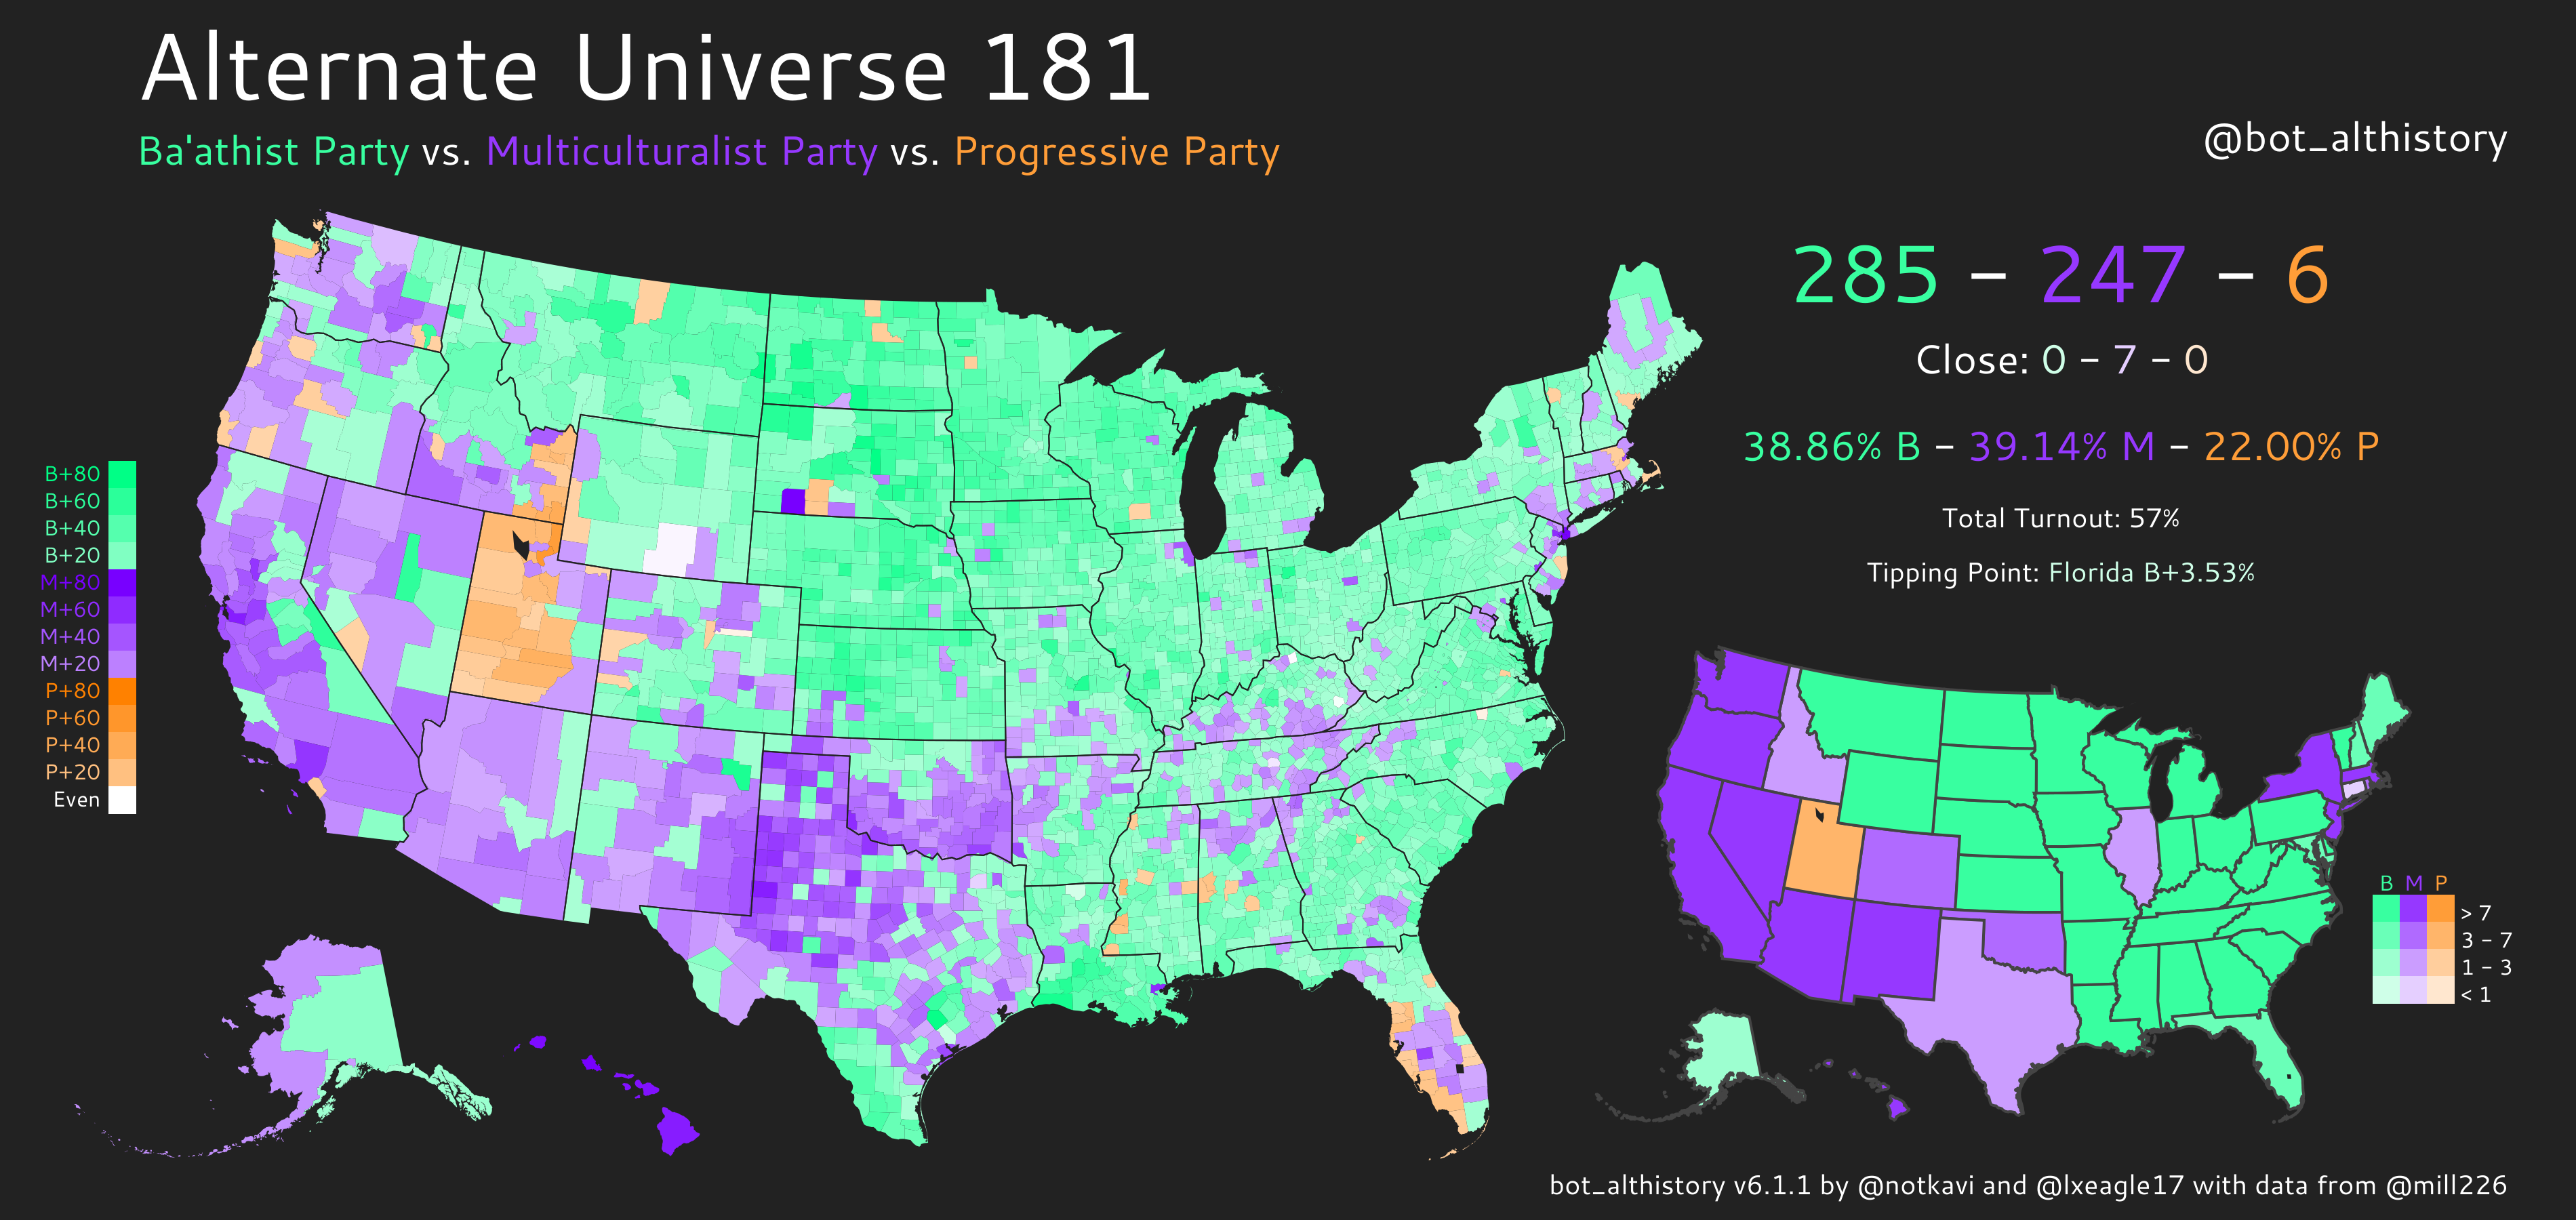 Alternate Universe 181
Ba'athist Party vs. Multiculturalist Party vs. Progressive Party
@bot_althistory
285 - 247 - 6
Close: 0 - 7 - 0
38.86% B - 39.14% M - 22.00% P
Total Turnout: 57%
Tipping Point: Florida B+3.53%
B+80
B+60
B+40
B+20
M+80
M+60
M+40
M+20
P+80
P+60
P+40
P+20
Even
B M P
> 7
3 - 7
1 - 3
< 1
bot_althistory v6.1.1 by @notkavi and @lxeagle17 with data from @mill226